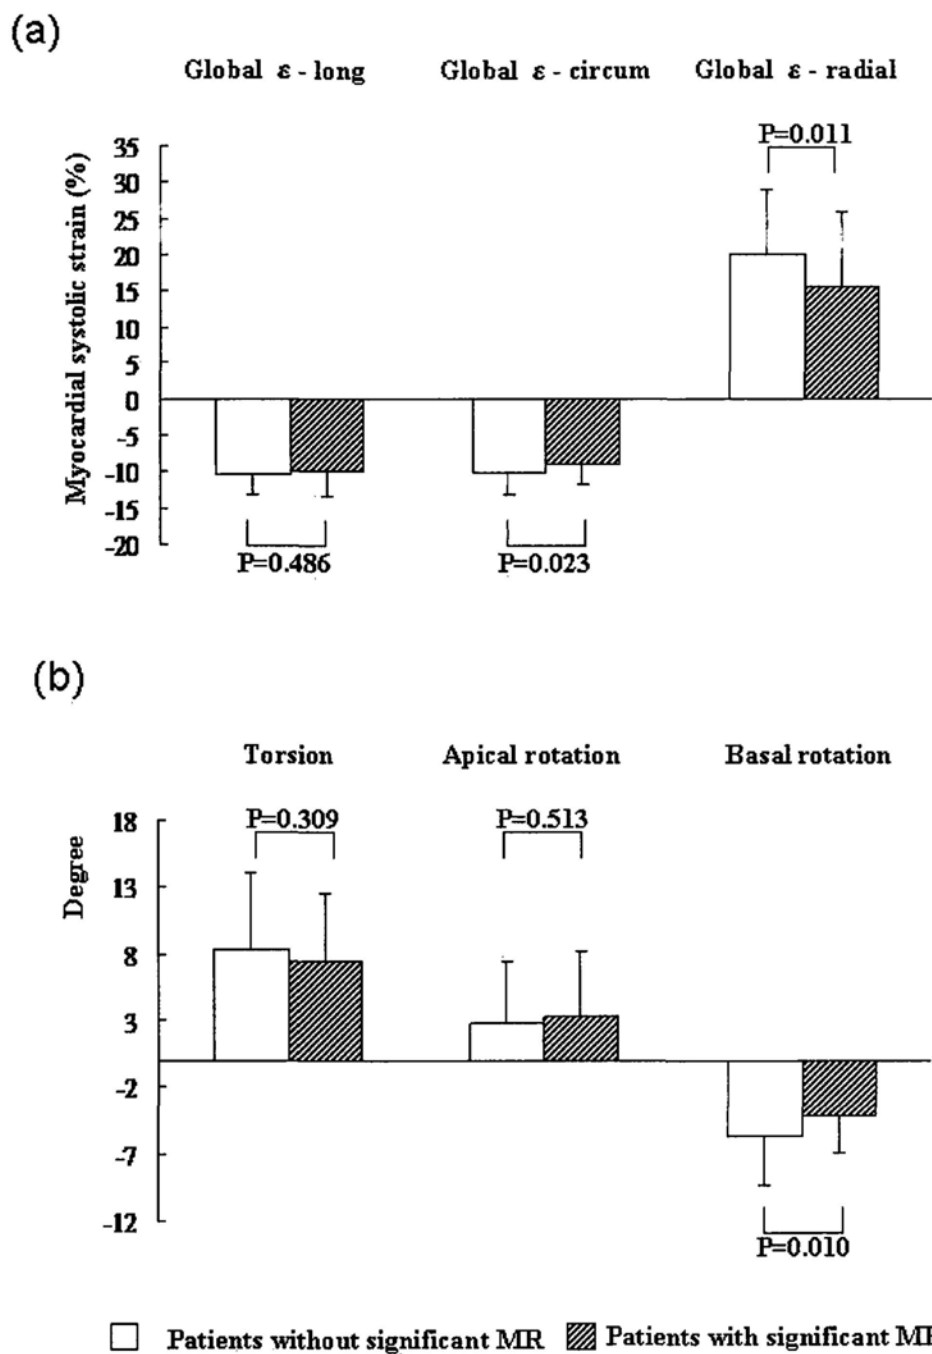 (a)
Global ε - long Global ε - circum Global ε - radial
P=0.011
Myocardial systolic strain (%)
35
30
25
20
15
10
5
0
-5
-10
-15
-20
P=0.486 P=0.023
(b)
Torsion Apical rotation Basal rotation
P=0.309 P=0.513
Degree
18
13
8
3
-2
-7
-12
P=0.010
Patients without significant MR Patients with significant MR